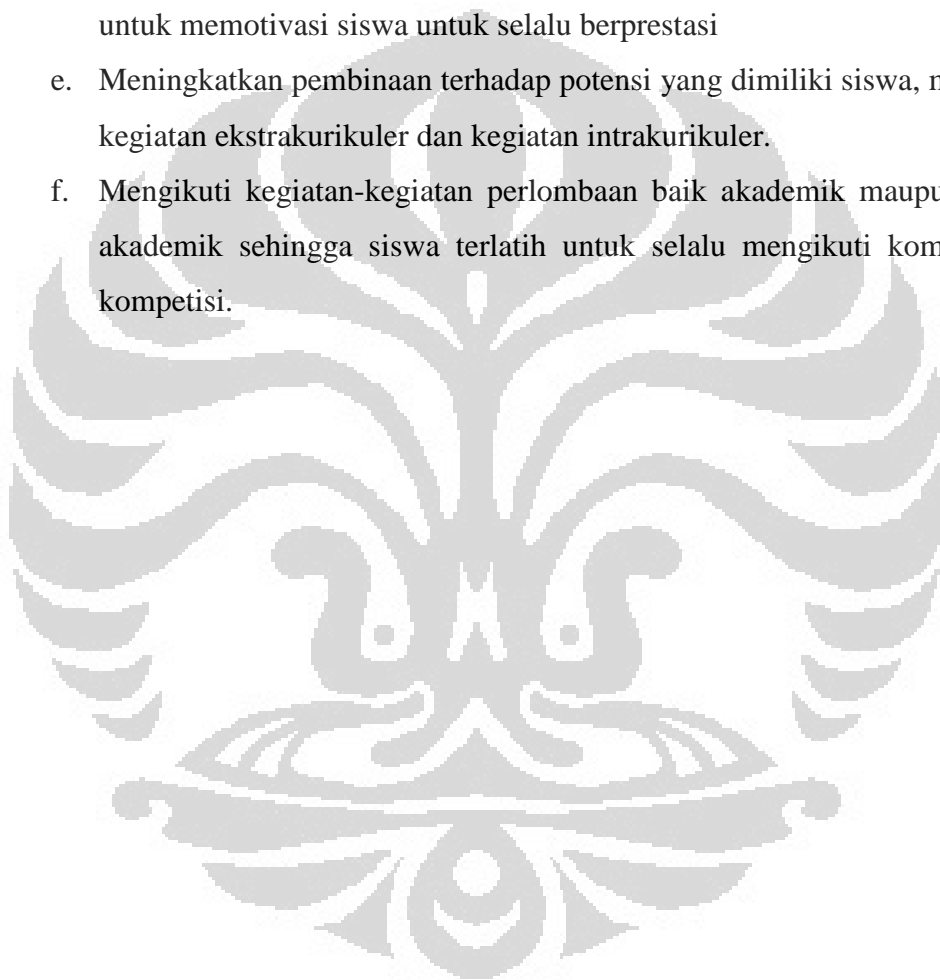 untuk memotivasi siswa untuk selalu berprestasi
e. Meningkatkan pembinaan terhadap potensi yang dimiliki siswa,
kegiatan ekstrakurikuler dan kegiatan intrakurikuler.
f. Mengikuti kegiatan-kegiatan perlombaan baik akademik
akademik sehingga siswa terlatih untuk selalu mengikuti
kompetisi.